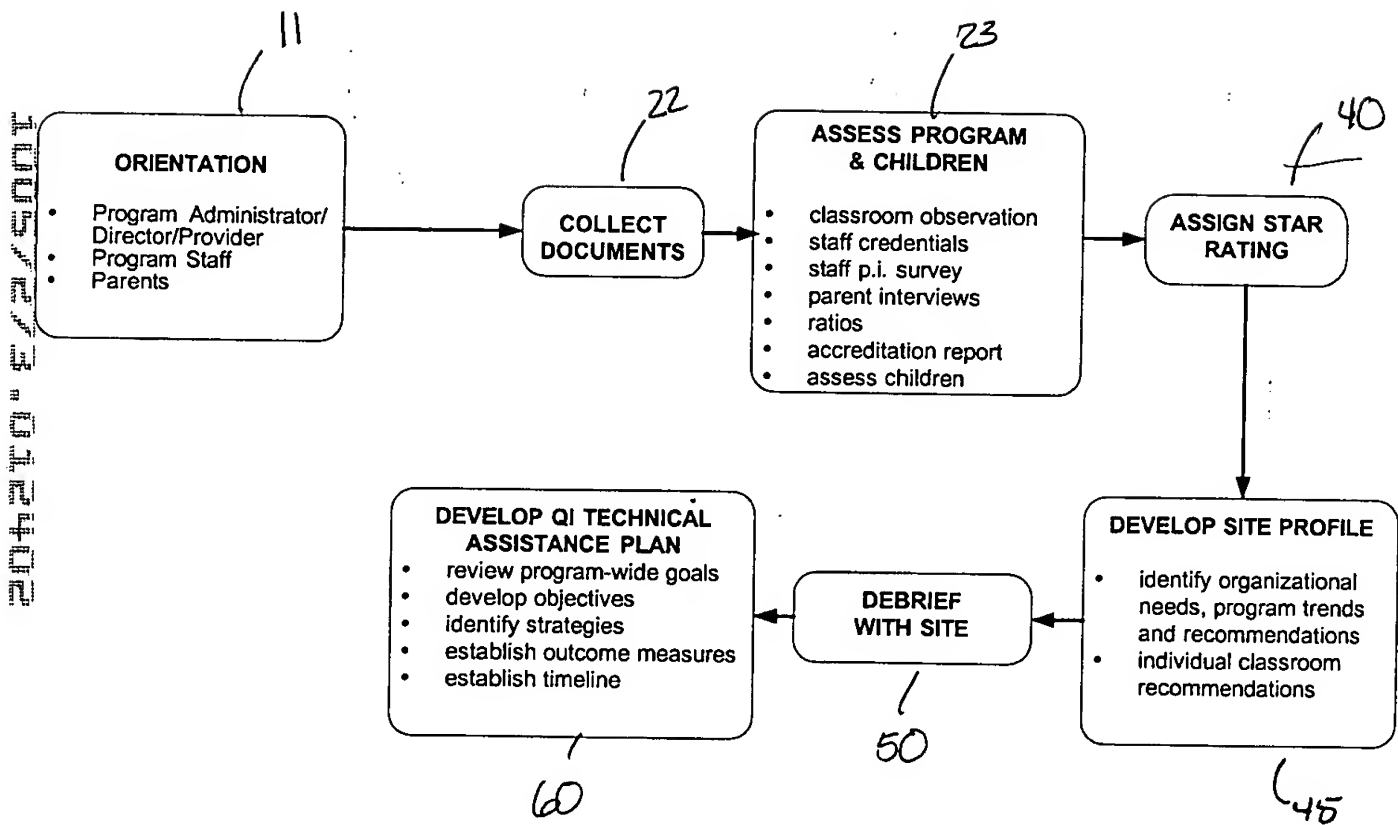 11
ORIENTATION
• Program Administrator/
Director/Provider
• Program Staff
• Parents
22
COLLECT
DOCUMENTS
23
ASSESS PROGRAM
& CHILDREN
• classroom observation
• staff credentials
• staff p.i. survey
• parent interviews
• ratios
• accreditation report
• assess children
40
ASSIGN STAR
RATING
DEVELOP SITE PROFILE
• identify organizational
needs, program trends
and recommendations
• individual classroom
recommendations
45
DEBRIEF
WITH SITE
50
DEVELOP QI TECHNICAL
ASSISTANCE PLAN
• review program-wide goals
• develop objectives
• identify strategies
• establish outcome measures
• establish timeline
60